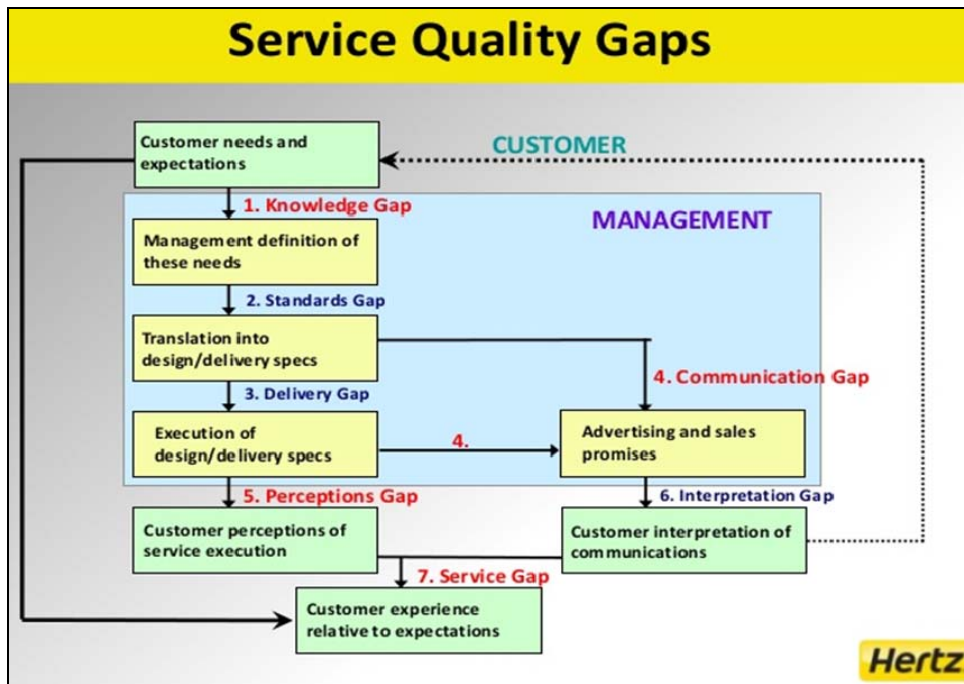 Service Quality Gaps
Customer needs and
expectations
CUSTOMER
1. Knowledge Gap
MANAGEMENT
Management definition of
these needs
2. Standards Gap
Translation into
design/delivery specs
3. Delivery Gap
4. Communication Gap
Execution of
design/delivery specs
4.
Advertising and sales
promises
5. Perceptions Gap
6. Interpretation Gap
Customer perceptions of
service execution
Customer interpretation of
communications
7. Service Gap
Customer experience
relative to expectations
Hertz